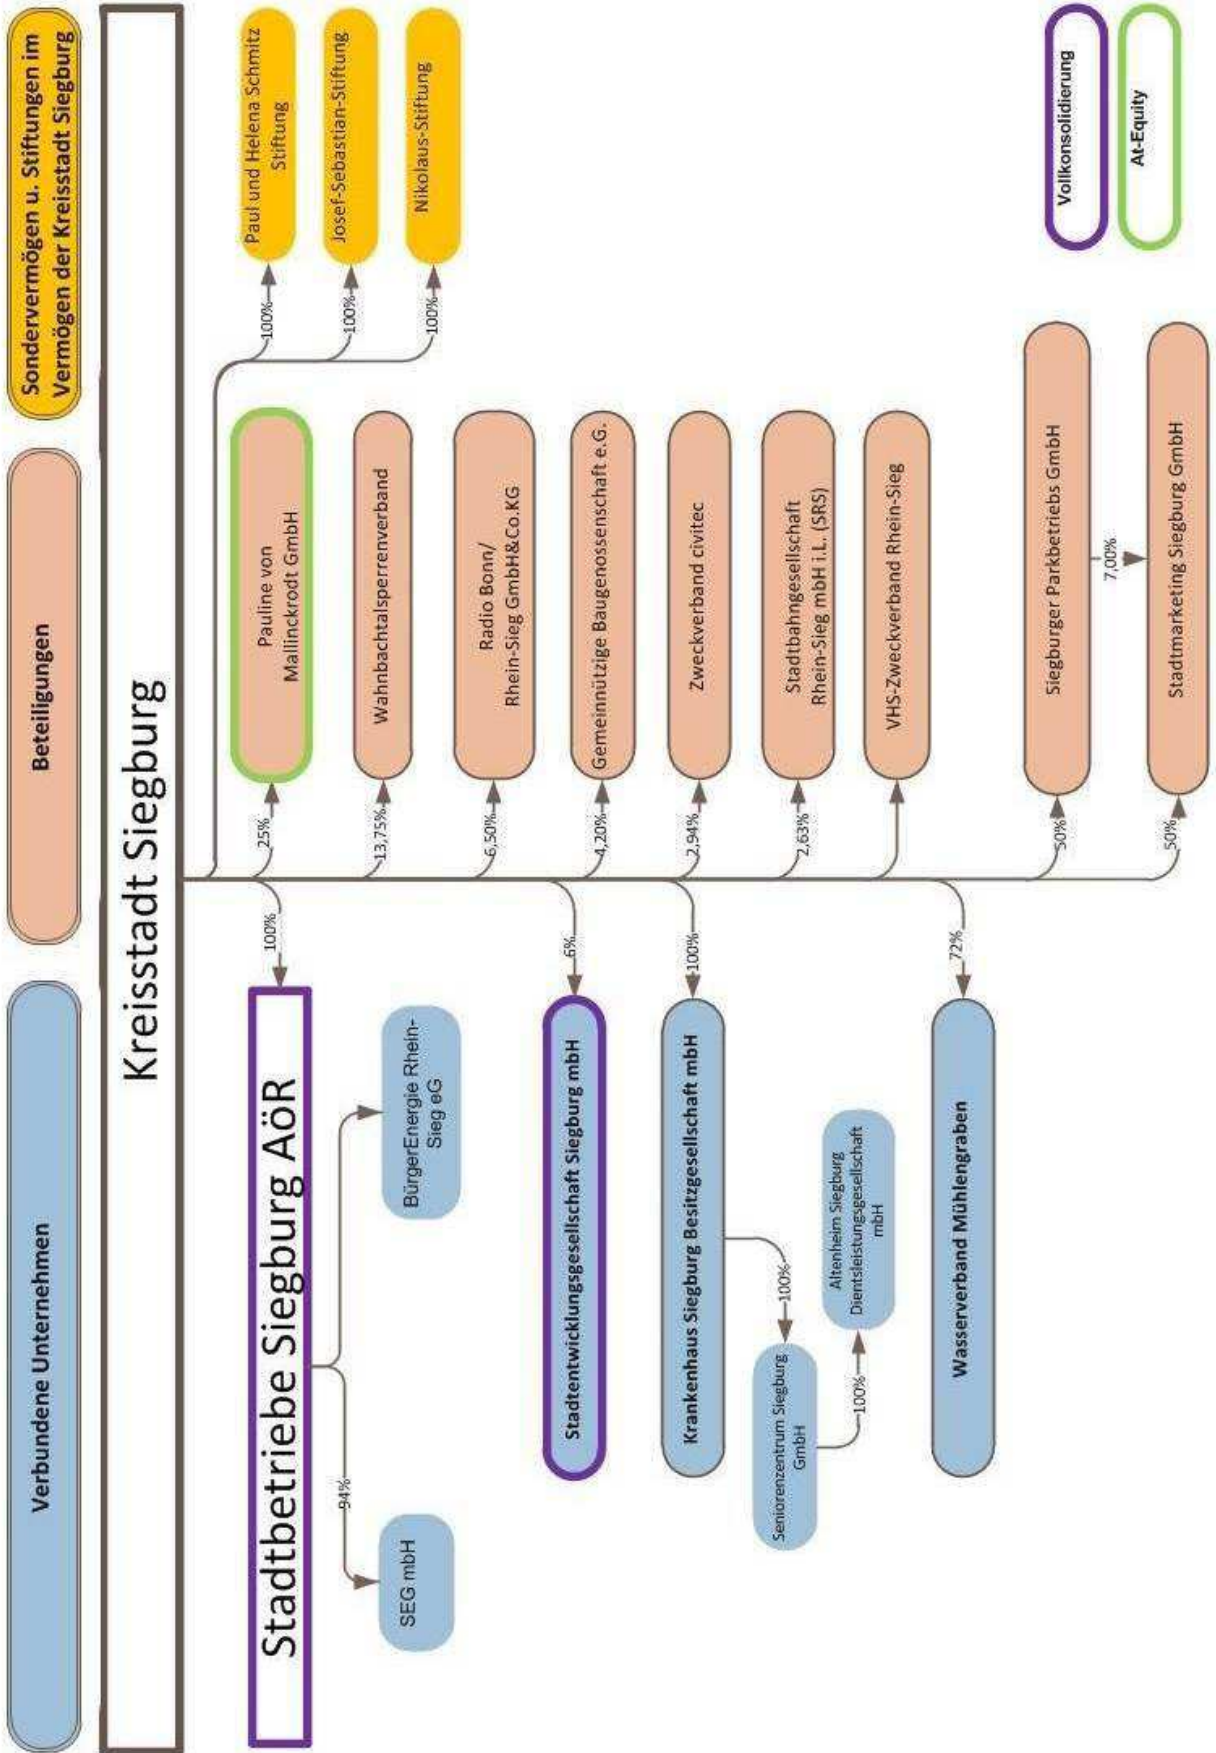 Verbundene Unternehmen
Beteiligungen
Sondervermögen u. Stiftungen im
Vermögen der Kreisstadt Siegburg
Kreisstadt Siegburg
100%
Stadtbetriebe Siegburg AöR
94%
SEG mbH
BürgerEnergie Rhein-
Sieg eG
6%
Stadtentwicklungsgesellschaft Siegburg mbH
100%
Krankenhaus Siegburg Besitzgesellschaft mbH
100%
Seniorenzentrum Siegburg
GmbH
100%
Altenheim Siegburg
Dientsleistungsgesellschaft
mbH
72%
Wasserverband Mühlengraben
25%
Pauline von
Mallinckrodt GmbH
13,75%
Wahnbachtalsperrenverband
6,50%
Radio Bonn/
Rhein-Sieg GmbH&Co.KG
4,20%
Gemeinnützige Baugenossenschaft e.G.
2,94%
Zweckverband civitec
2,63%
Stadtbahngesellschaft
Rhein-Sieg mbH i.L. (SRS)
VHS-Zweckverband Rhein-Sieg
50%
Siegburger Parkbetriebs GmbH
7,00%
50%
Stadtmarketing Siegburg GmbH
100%
Paul und Helena Schmitz
Stiftung
100%
Josef-Sebastian-Stiftung
100%
Nikolaus-Stiftung
Vollkonsolidierung
At-Equity